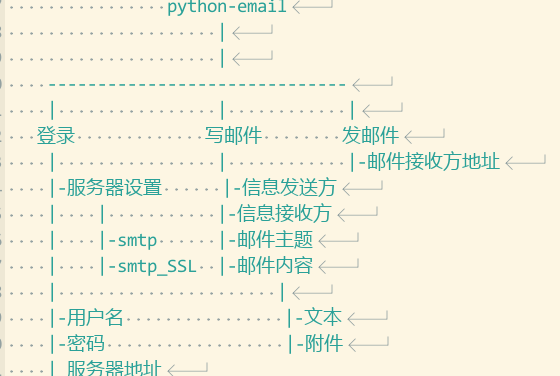 python-email
|
|
------------------------------
| | |
登录 写邮件 发邮件
| | |-邮件接收方地址
|-服务器设置 |-信息发送方
| | |-信息接收方
| |-smtp |-邮件主题
| |-smtp_SSL |-邮件内容
| |
|-用户名 |-文本
|-密码 |-附件
| 服务器地址